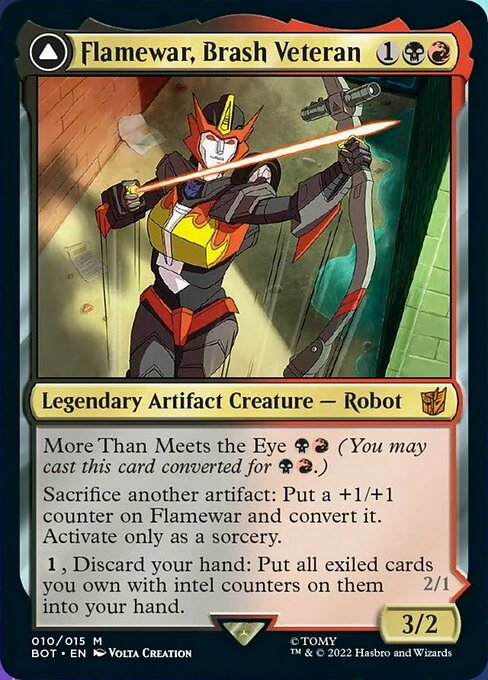 Flamewar, Brash Veteran 1
Legendary Artifact Creature — Robot
More Than Meets the Eye (You may
cast this card converted for .)
Sacrifice another artifact: Put a +1/+1
counter on Flamewar and convert it.
Activate only as a sorcery.
1, Discard your hand: Put all exiled cards
you own with intel counters on them
into your hand.
2/1
3/2
010/015 M
BOT • EN Volta Creation
©TOMY
™ & © 2022 Hasbro and Wizards